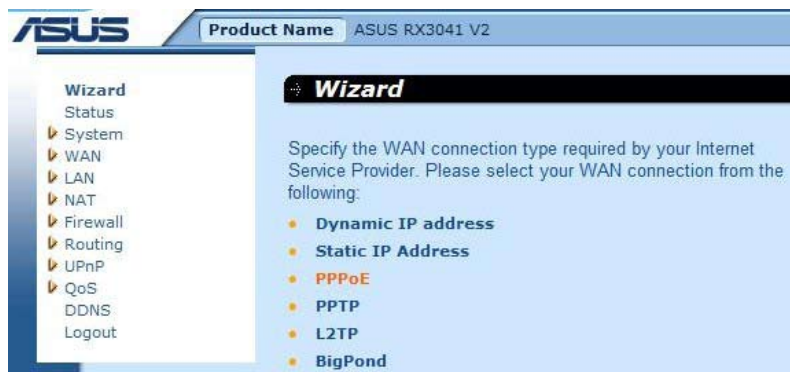 ASUS
Product Name ASUS RX3041 V2
Wizard
Status
System
WAN
LAN
NAT
Firewall
Routing
UPnP
QoS
DDNS
Logout
Wizard
Specify the WAN connection type required by your Internet
Service Provider. Please select your WAN connection from the
following:
Dynamic IP address
Static IP Address
PPPoE
PPTP
L2TP
BigPond